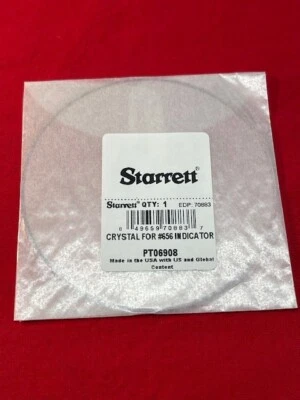 Starrett®
Starrett® QTY: 1 EDP: 70883
0 49659 70883 7
CRYSTAL FOR #656 INDICATOR
PT06908
Made in the USA with US and Global
Content